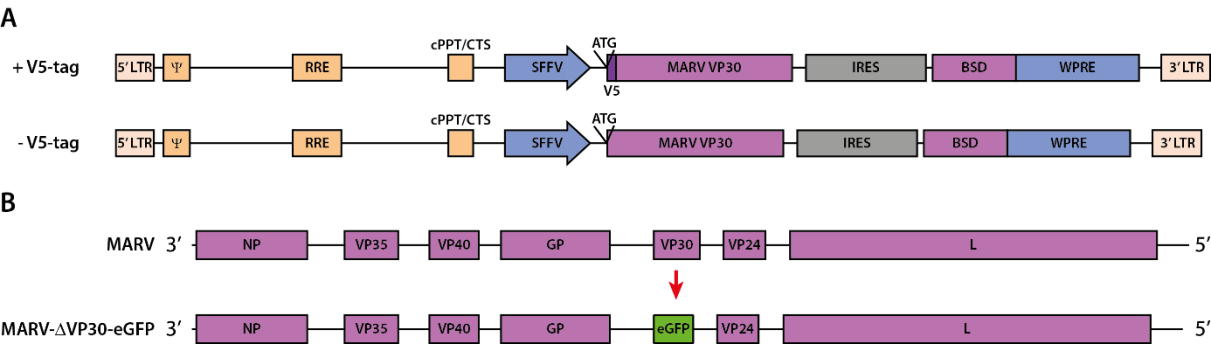 A
+ V5-tag 5′ LTR Ψ RRE cPPT/CTS SFFV ATG V5 MARV VP30 IRES BSD WPRE 3′ LTR
- V5-tag 5′ LTR Ψ RRE cPPT/CTS SFFV ATG MARV VP30 IRES BSD WPRE 3′ LTR
B
MARV 3′ NP VP35 VP40 GP VP30 VP24 L 5′
MARV-ΔVP30-eGFP 3′ NP VP35 VP40 GP eGFP VP24 L 5′